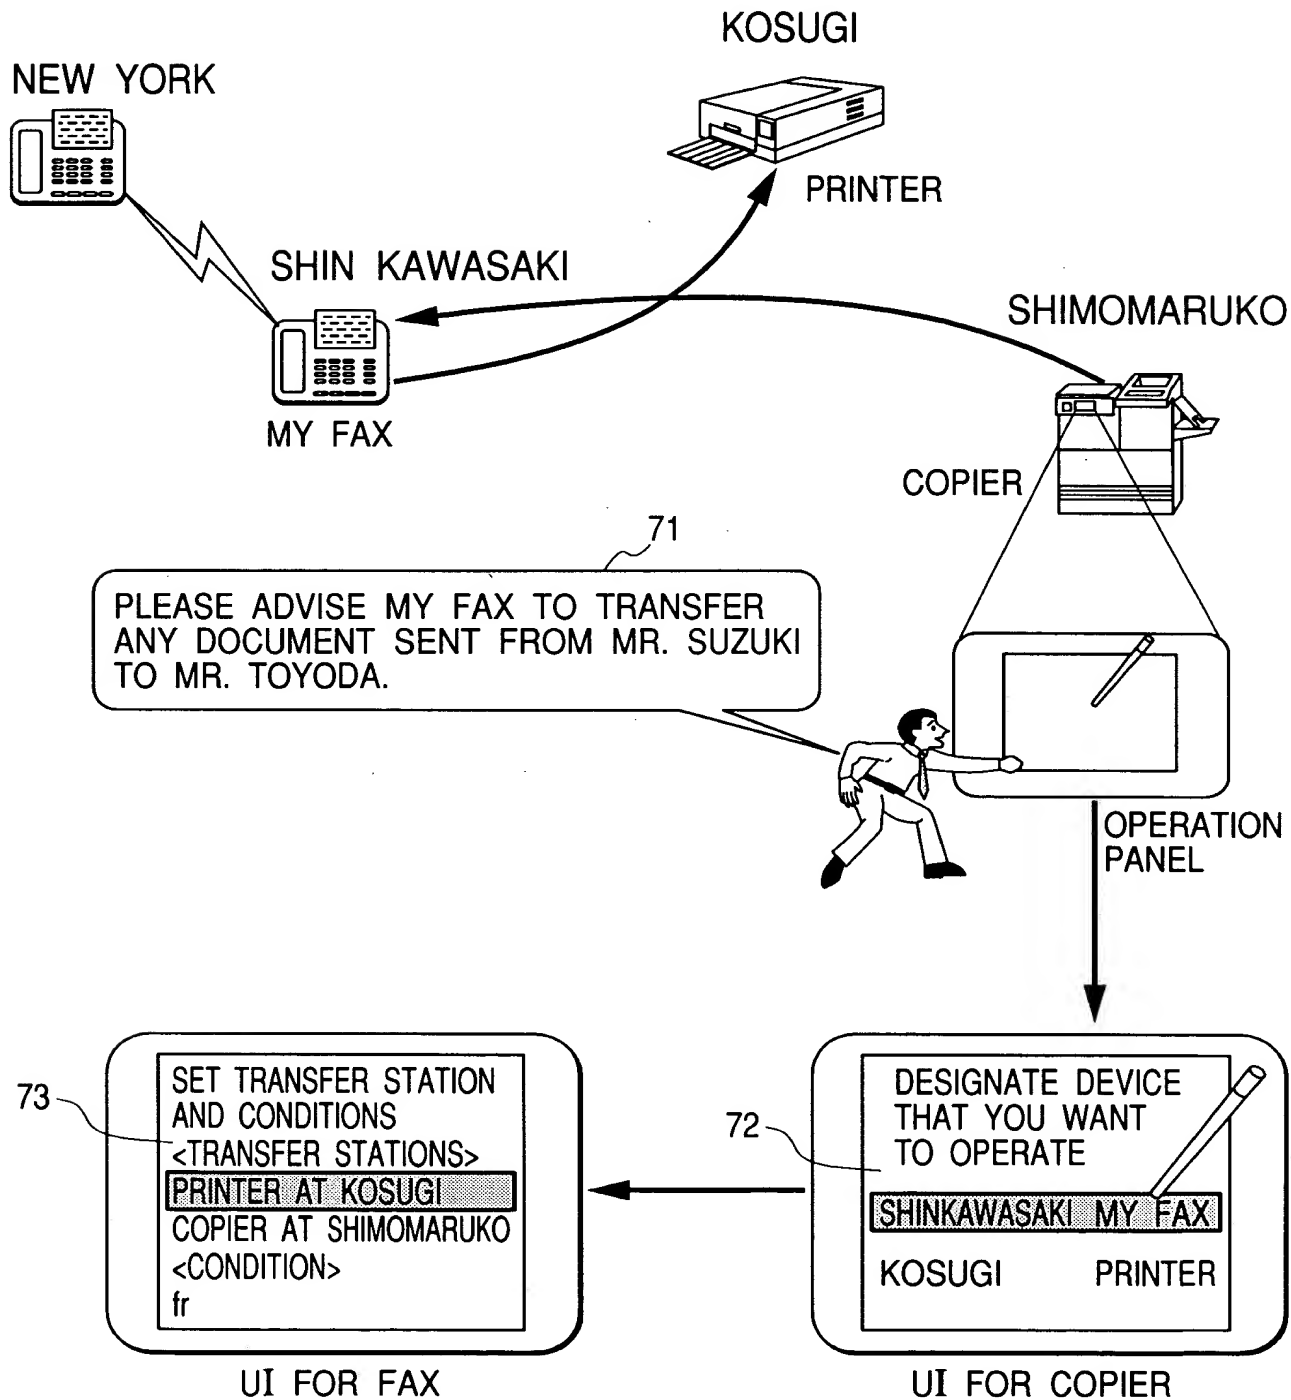 KOSUGI
NEW YORK
PRINTER
SHIN KAWASAKI
SHIMOMARUKO
MY FAX
COPIER
71
PLEASE ADVISE MY FAX TO TRANSFER
ANY DOCUMENT SENT FROM MR. SUZUKI
TO MR. TOYODA.
OPERATION
PANEL
73
SET TRANSFER STATION
AND CONDITIONS
<TRANSFER STATIONS>
PRINTER AT KOSUGI
COPIER AT SHIMOMARUKO
<CONDITION>
fr
UI FOR FAX
72
DESIGNATE DEVICE
THAT YOU WANT
TO OPERATE
SHINKAWASAKI MY FAX
KOSUGI PRINTER
UI FOR COPIER